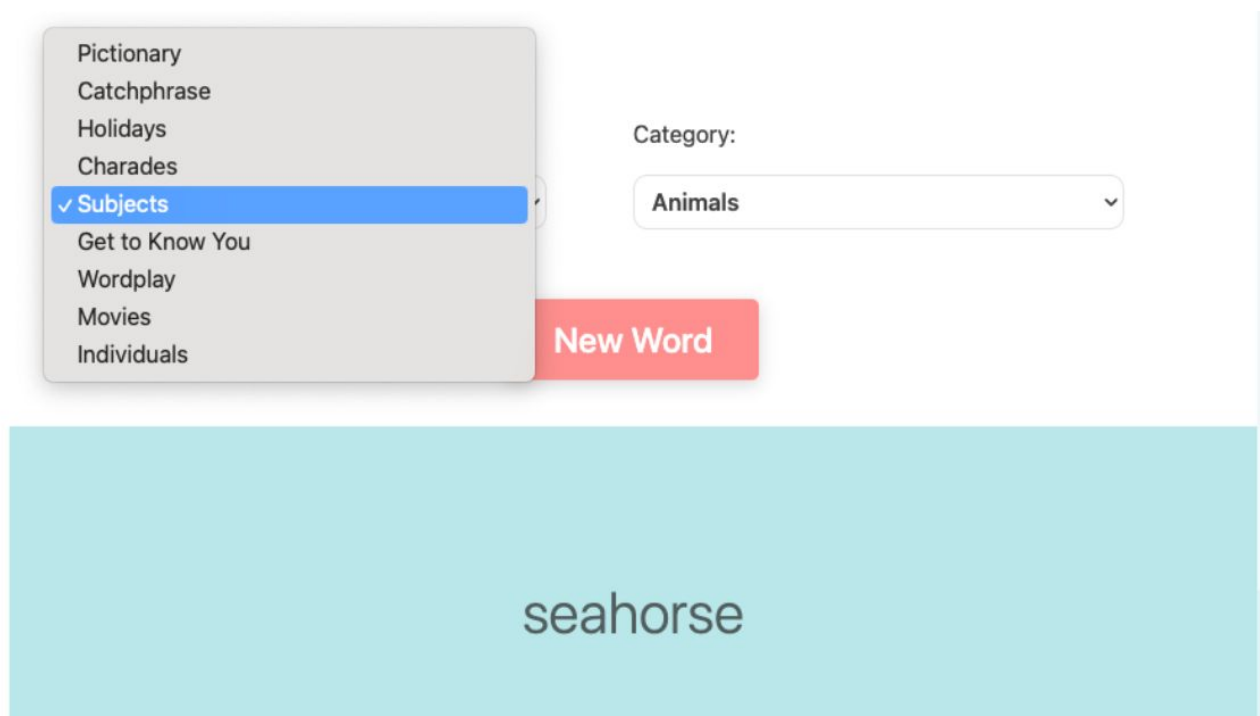 Pictionary
Catchphrase
Holidays
Charades
✓ Subjects
Get to Know You
Wordplay
Movies
Individuals
Category:
Animals
New Word
seahorse